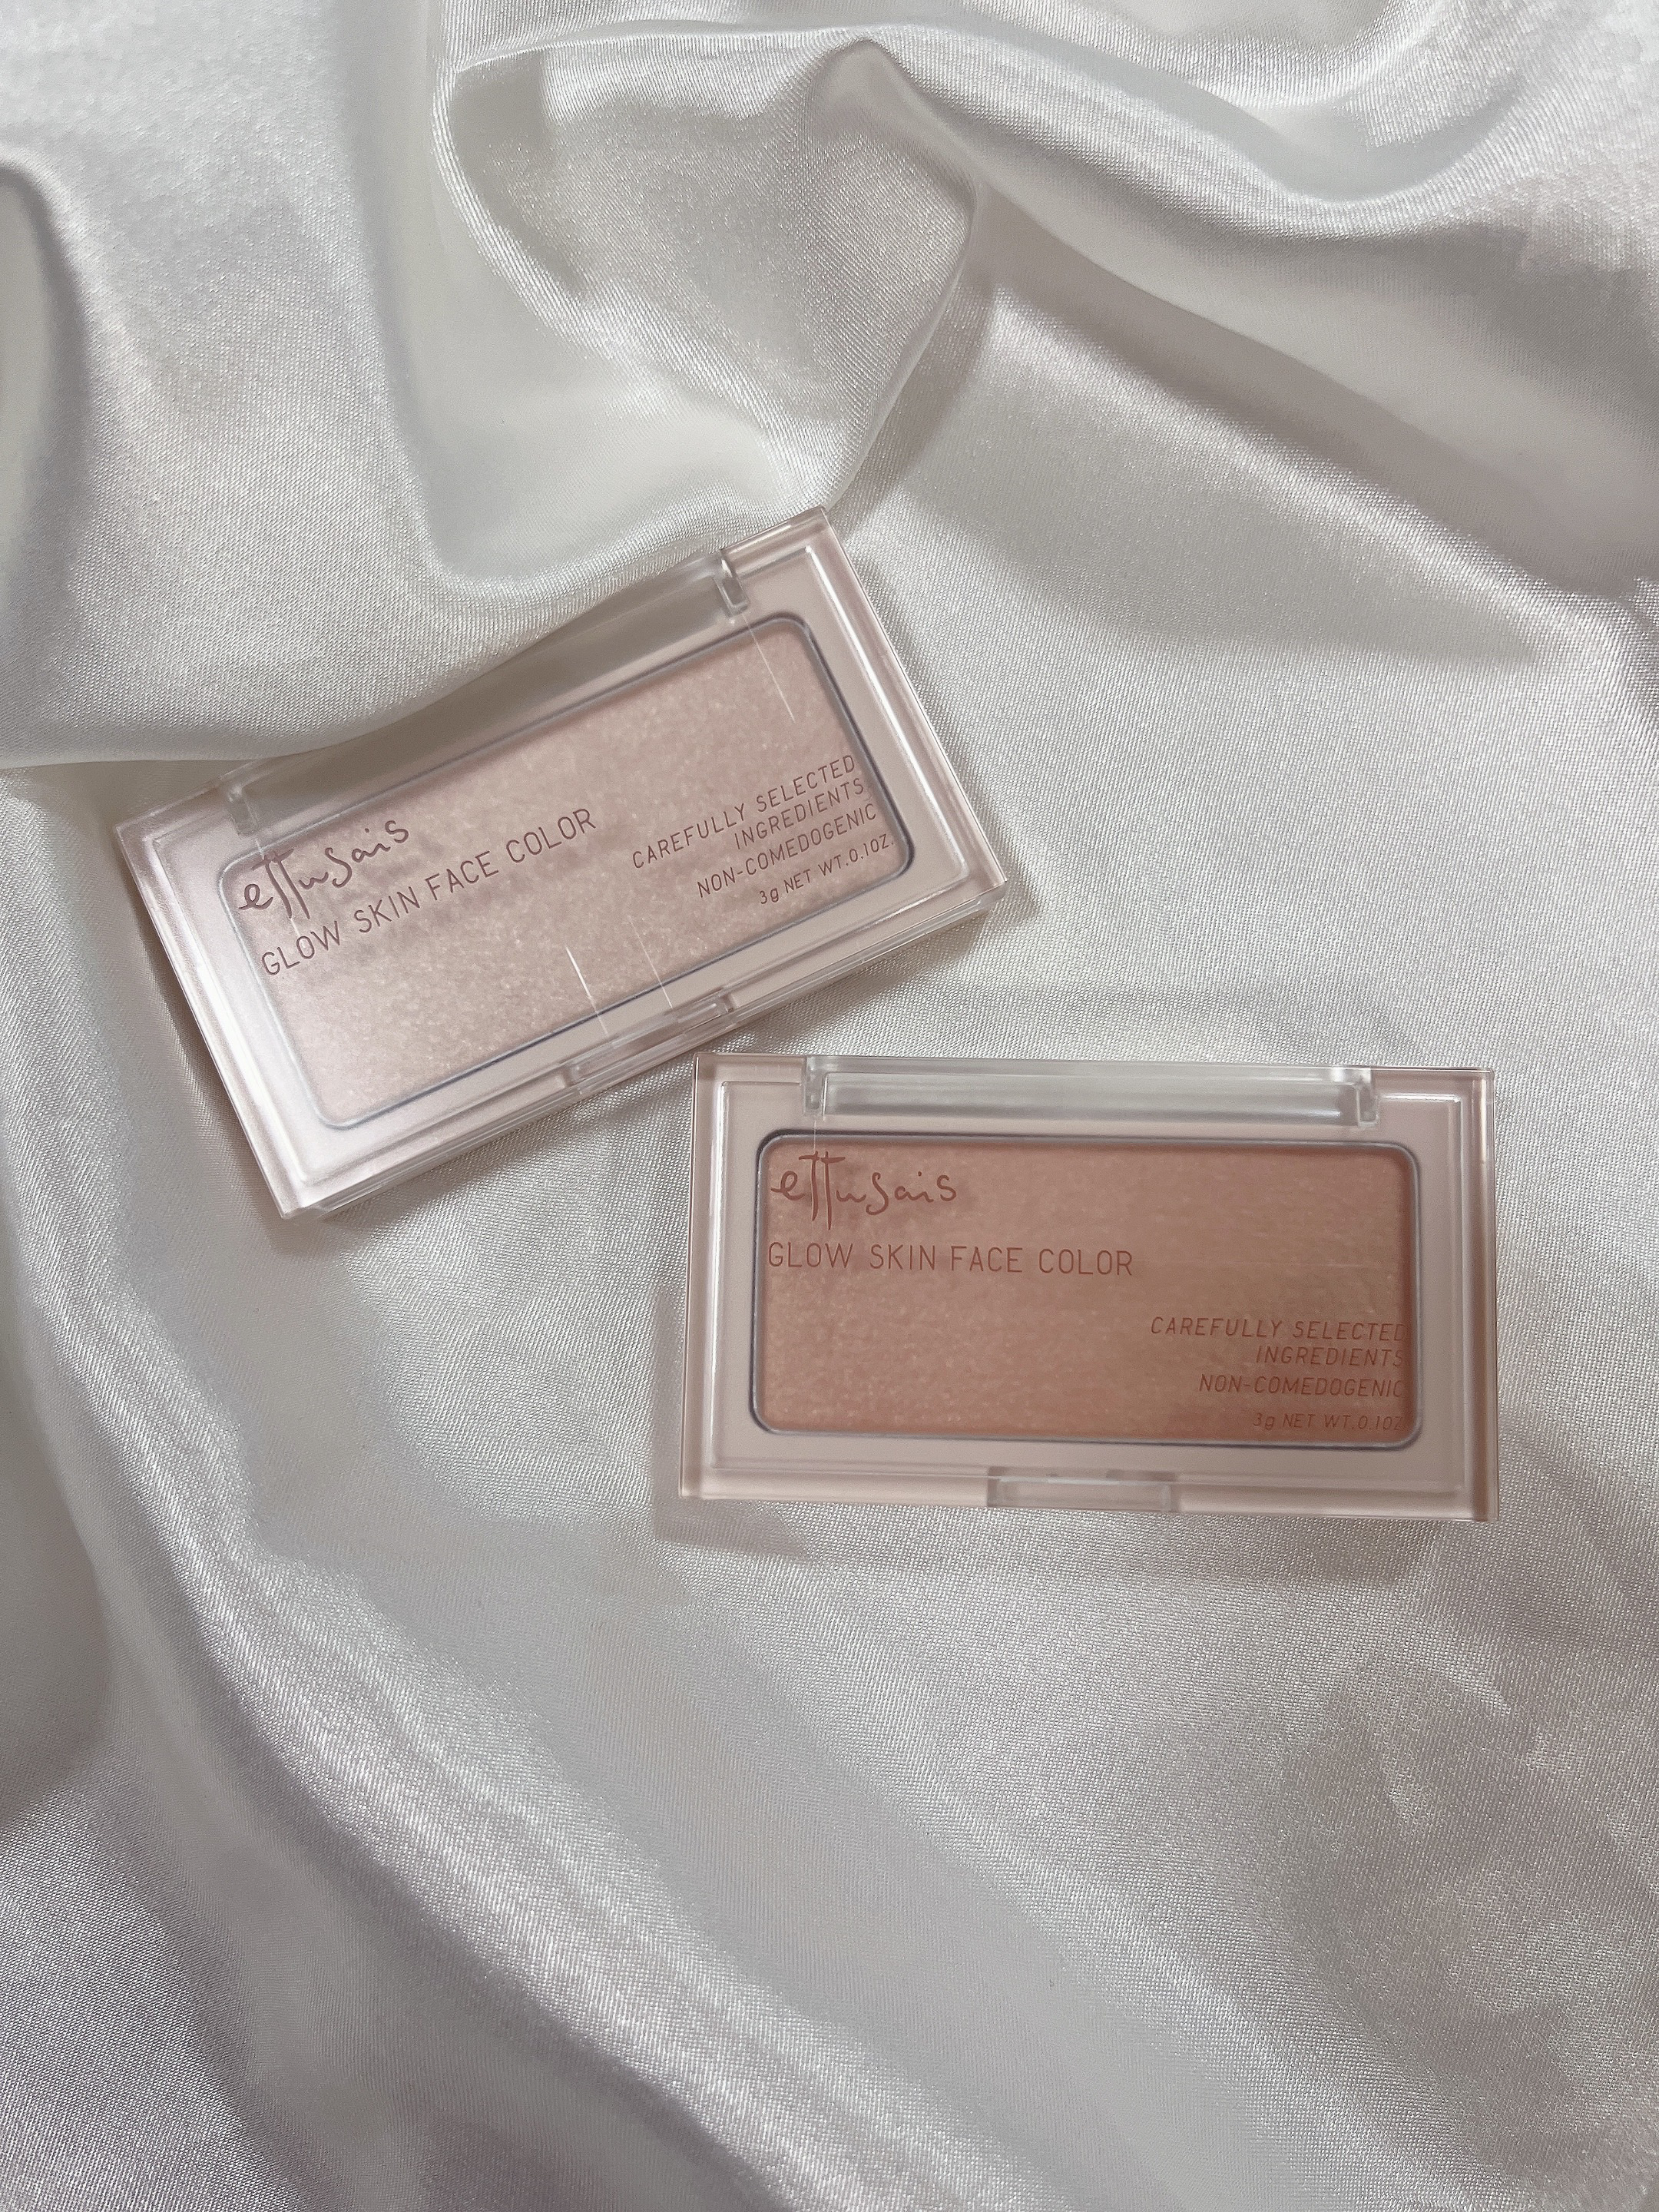 ettusais
GLOW SKIN FACE COLOR
CAREFULLY SELECTED
INGREDIENTS
NON-COMEDOGENIC
3g NET WT.0.1OZ.
ettusais
GLOW SKIN FACE COLOR
CAREFULLY SELECTED
INGREDIENTS
NON-COMEDOGENIC
3g NET WT.0.1OZ